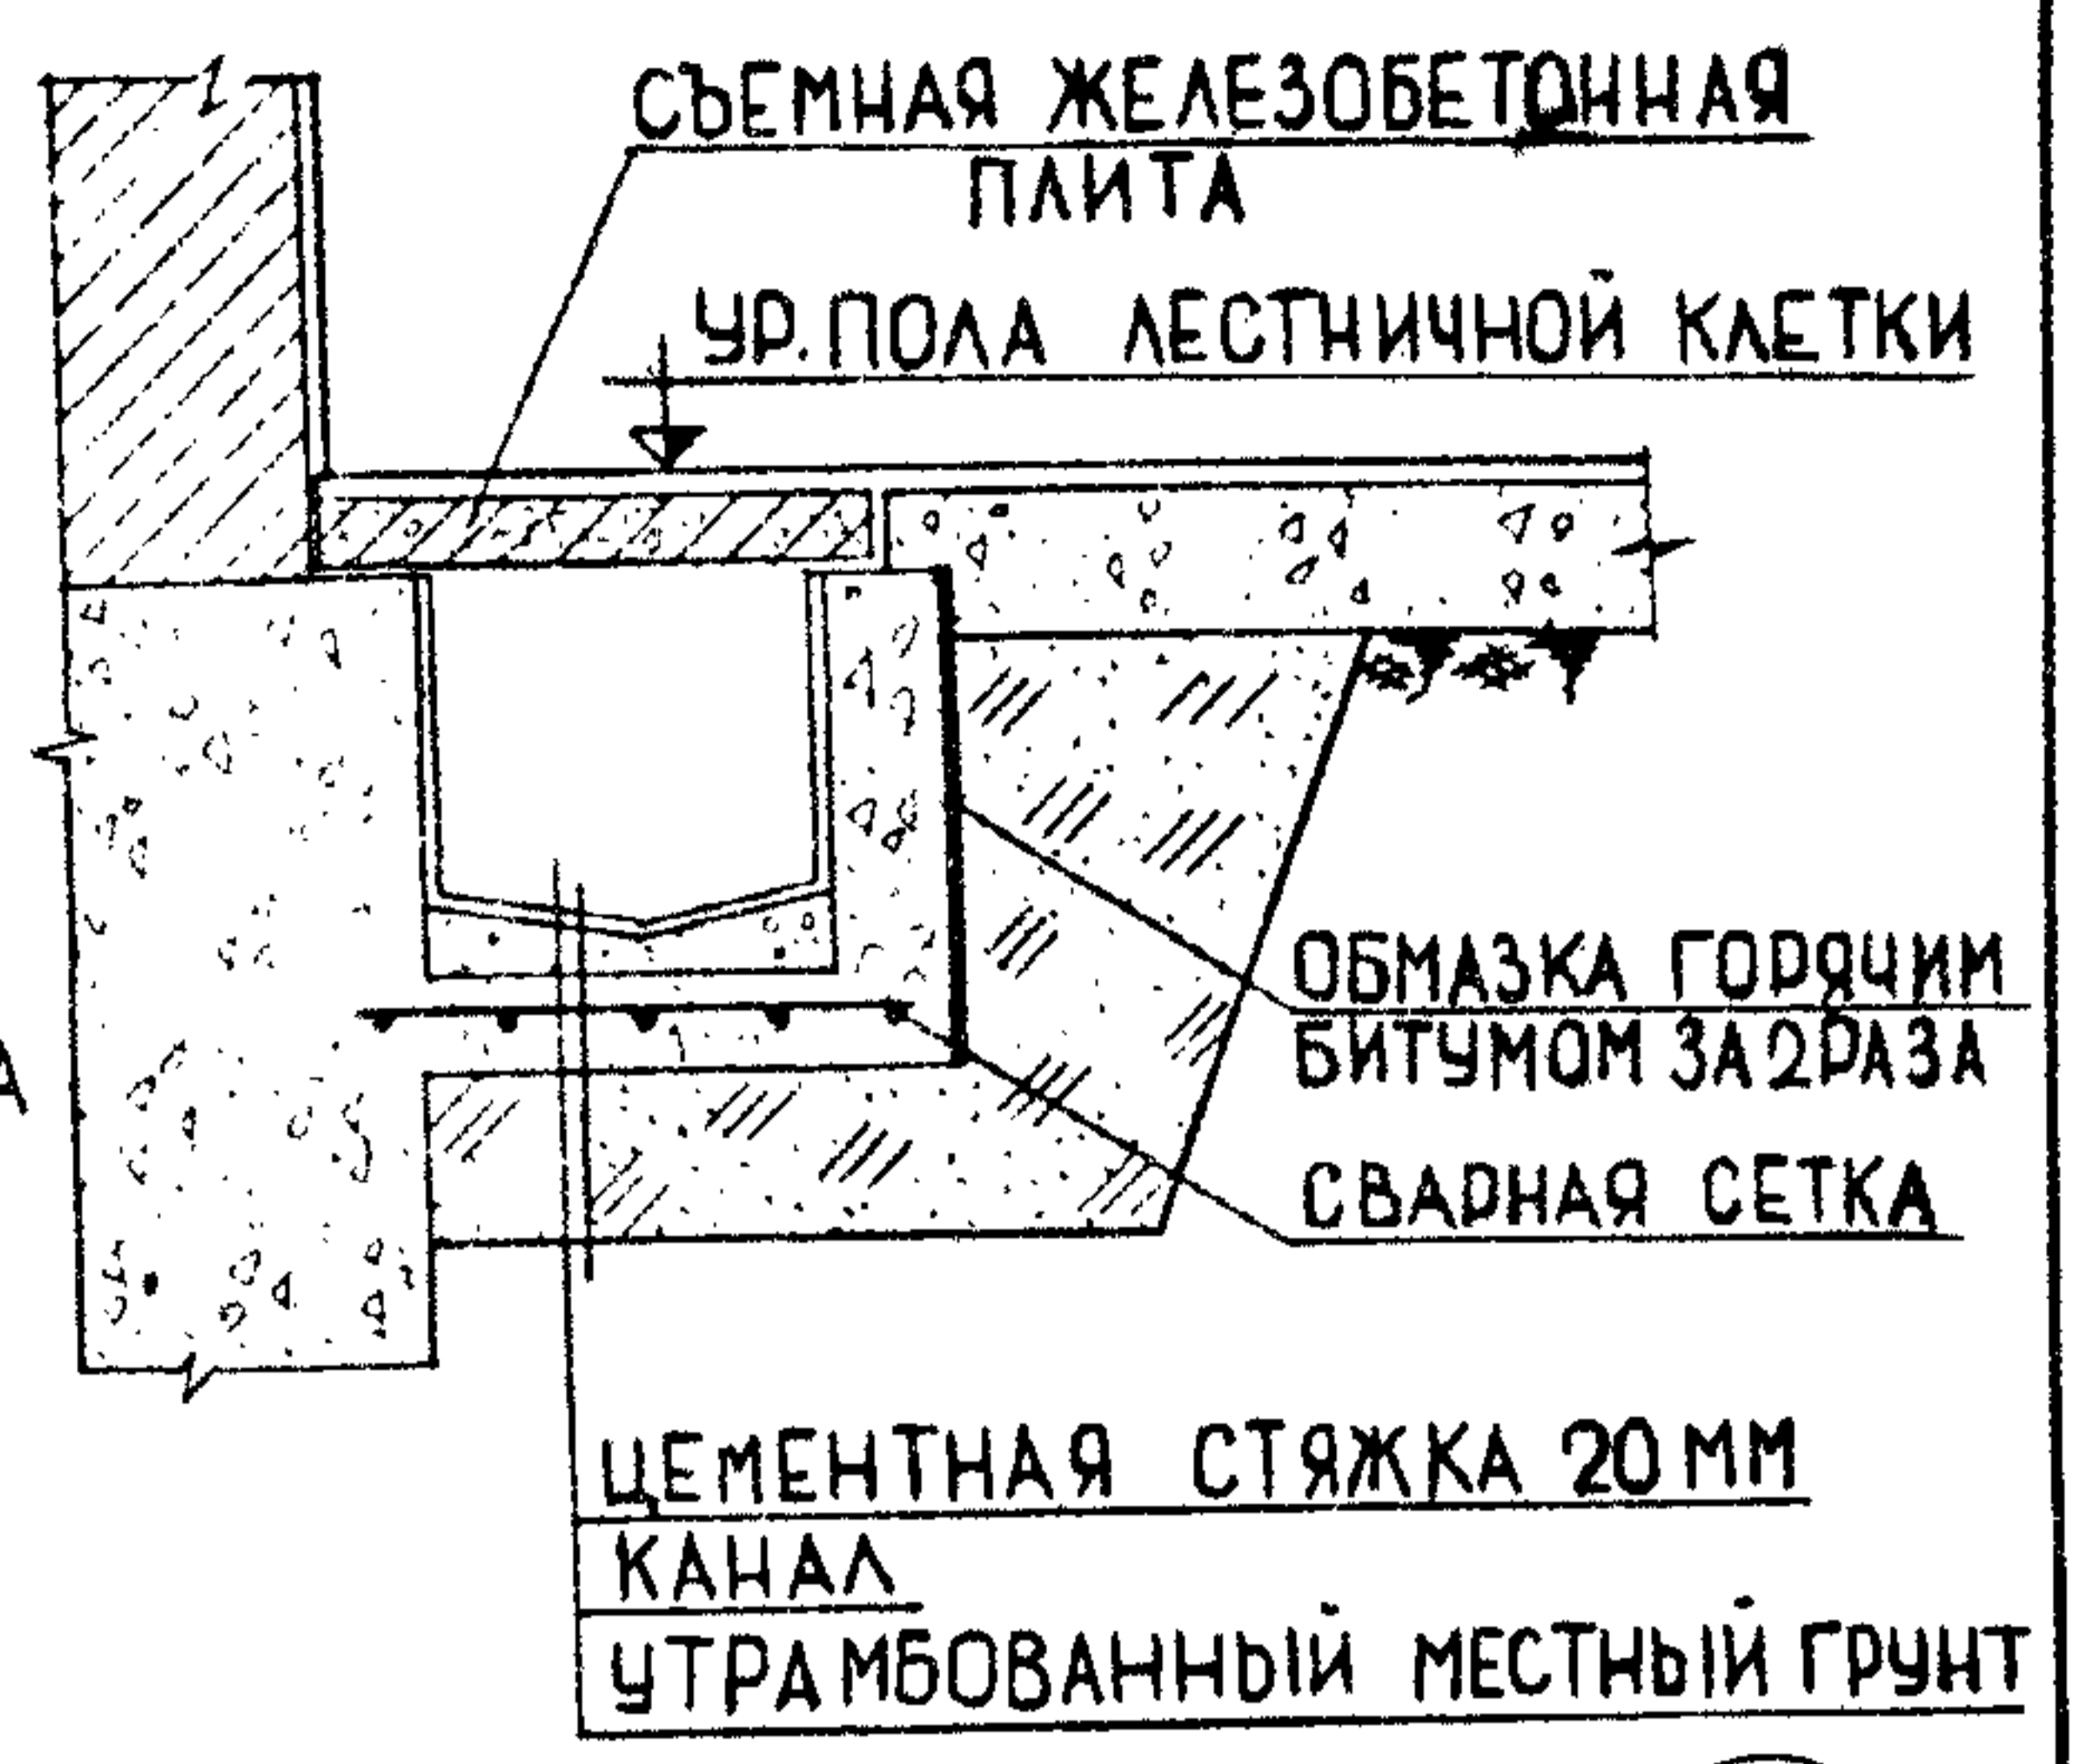 СЪЕМНАЯ ЖЕЛЕЗОБЕТОННАЯ
ПЛИТА
УР. ПОЛА ЛЕСТНИЧНОЙ КЛЕТКИ
ОБМАЗКА ГОРЯЧИМ
БИТУМОМ ЗА 2 РАЗА
А
СВАРНАЯ СЕТКА
ЦЕМЕНТНАЯ СТЯЖКА 20 ММ
КАНАЛ
УТРАМБОВАННЫЙ МЕСТНЫЙ ГРУНТ